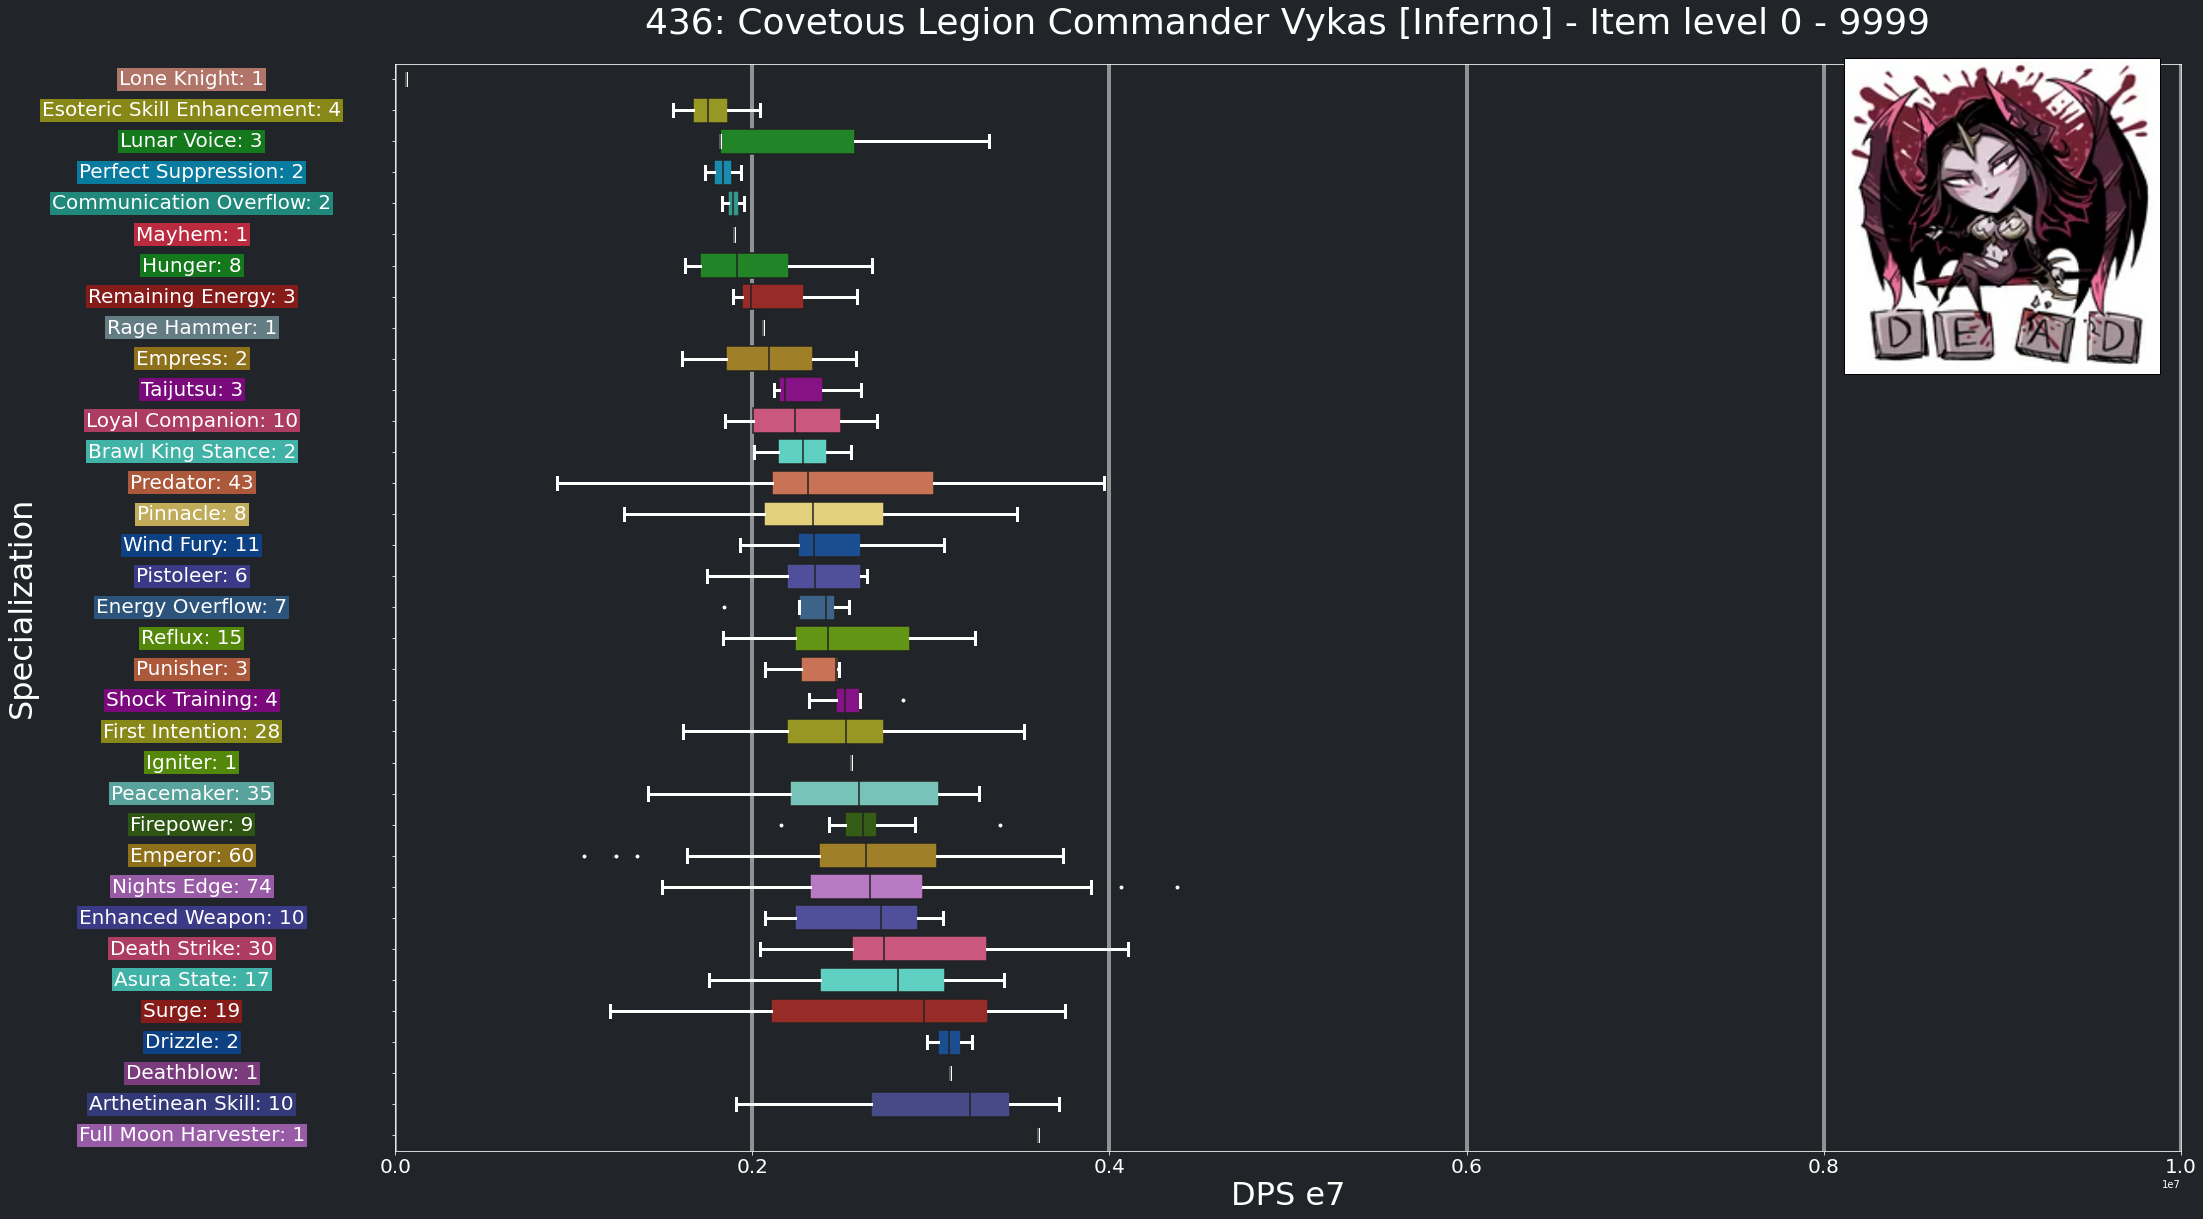 436: Covetous Legion Commander Vykas [Inferno] - Item level 0 - 9999
Lone Knight: 1
Esoteric Skill Enhancement: 4
Lunar Voice: 3
Perfect Suppression: 2
Communication Overflow: 2
Mayhem: 1
Hunger: 8
Remaining Energy: 3
Rage Hammer: 1
Empress: 2
Taijutsu: 3
Loyal Companion: 10
Brawl King Stance: 2
Predator: 43
Pinnacle: 8
Wind Fury: 11
Pistoleer: 6
Energy Overflow: 7
Reflux: 15
Punisher: 3
Shock Training: 4
First Intention: 28
Igniter: 1
Peacemaker: 35
Firepower: 9
Emperor: 60
Nights Edge: 74
Enhanced Weapon: 10
Death Strike: 30
Asura State: 17
Surge: 19
Drizzle: 2
Deathblow: 1
Arthetinean Skill: 10
Full Moon Harvester: 1
Specialization
0.0 0.2 0.4 0.6 0.8 1.0
1e7
DPS e7
DEAD